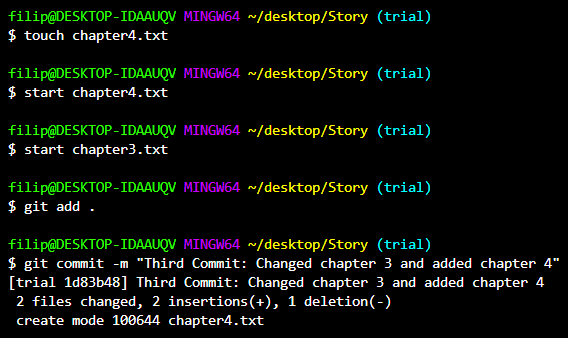 filip@DESKTOP-IDAAUQV MINGW64 ~/desktop/Story (trial)
$ touch chapter4.txt
filip@DESKTOP-IDAAUQV MINGW64 ~/desktop/Story (trial)
$ start chapter4.txt
filip@DESKTOP-IDAAUQV MINGW64 ~/desktop/Story (trial)
$ start chapter3.txt
filip@DESKTOP-IDAAUQV MINGW64 ~/desktop/Story (trial)
$ git add .
filip@DESKTOP-IDAAUQV MINGW64 ~/desktop/Story (trial)
$ git commit -m "Third Commit: Changed chapter 3 and added chapter 4"
[trial 1d83b48] Third Commit: Changed chapter 3 and added chapter 4
 2 files changed, 2 insertions(+), 1 deletion(-)
 create mode 100644 chapter4.txt